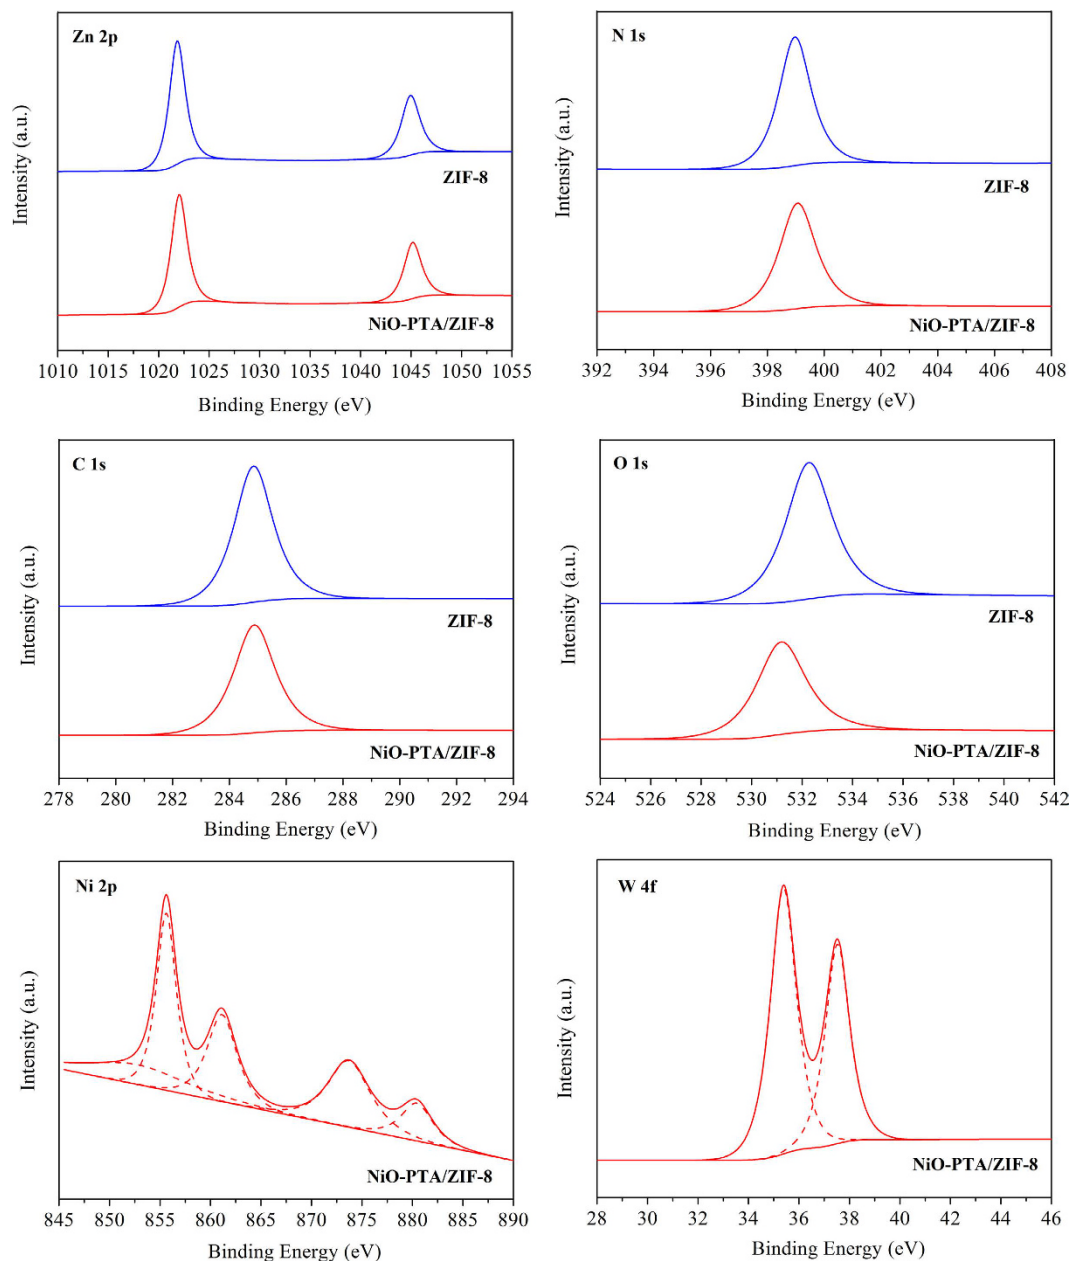 Zn 2p
Intensity (a.u.)
ZIF-8
NiO-PTA/ZIF-8
1010 1015 1020 1025 1030 1035 1040 1045 1050 1055
Binding Energy (eV)
N 1s
Intensity (a.u.)
ZIF-8
NiO-PTA/ZIF-8
392 394 396 398 400 402 404 406 408
Binding Energy (eV)
C 1s
Intensity (a.u.)
ZIF-8
NiO-PTA/ZIF-8
278 280 282 284 286 288 290 292 294
Binding Energy (eV)
O 1s
Intensity (a.u.)
ZIF-8
NiO-PTA/ZIF-8
524 526 528 530 532 534 536 538 540 542
Binding Energy (eV)
Ni 2p
Intensity (a.u.)
NiO-PTA/ZIF-8
845 850 855 860 865 870 875 880 885 890
Binding Energy (eV)
W 4f
Intensity (a.u.)
NiO-PTA/ZIF-8
28 30 32 34 36 38 40 42 44 46
Binding Energy (eV)